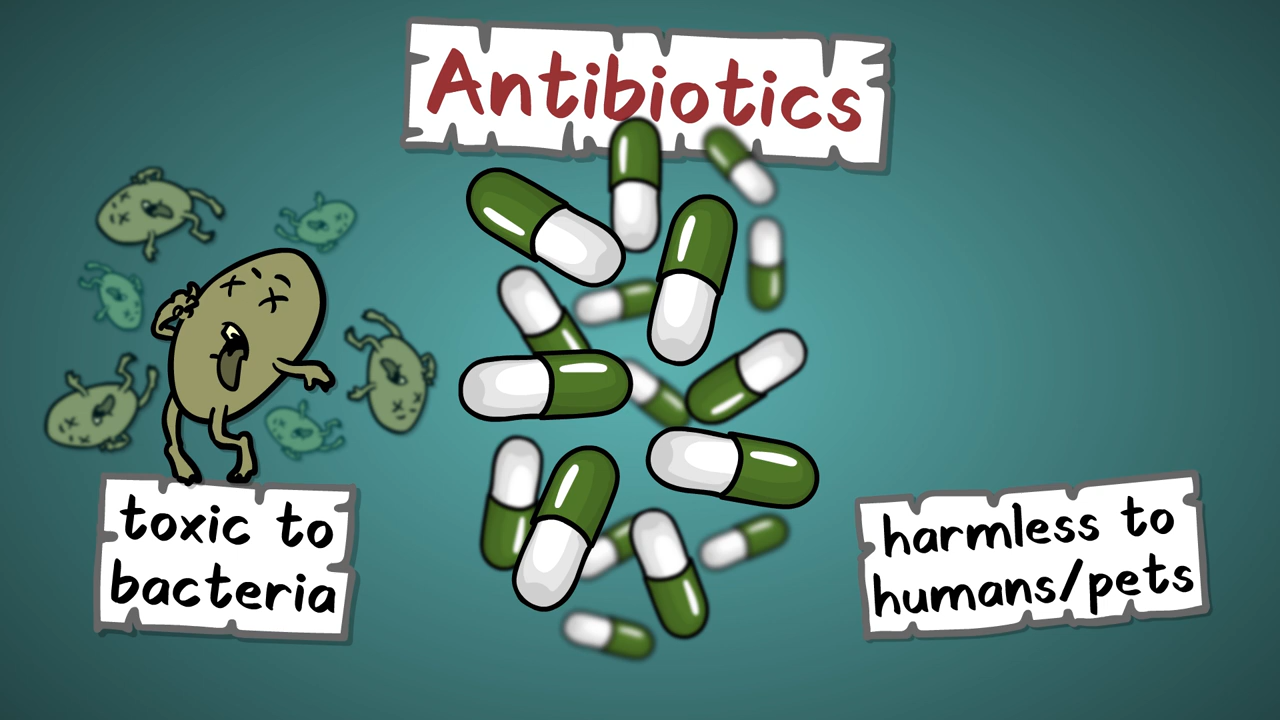 Antibiotics
toxic to
bacteria
harmless to
humans/pets